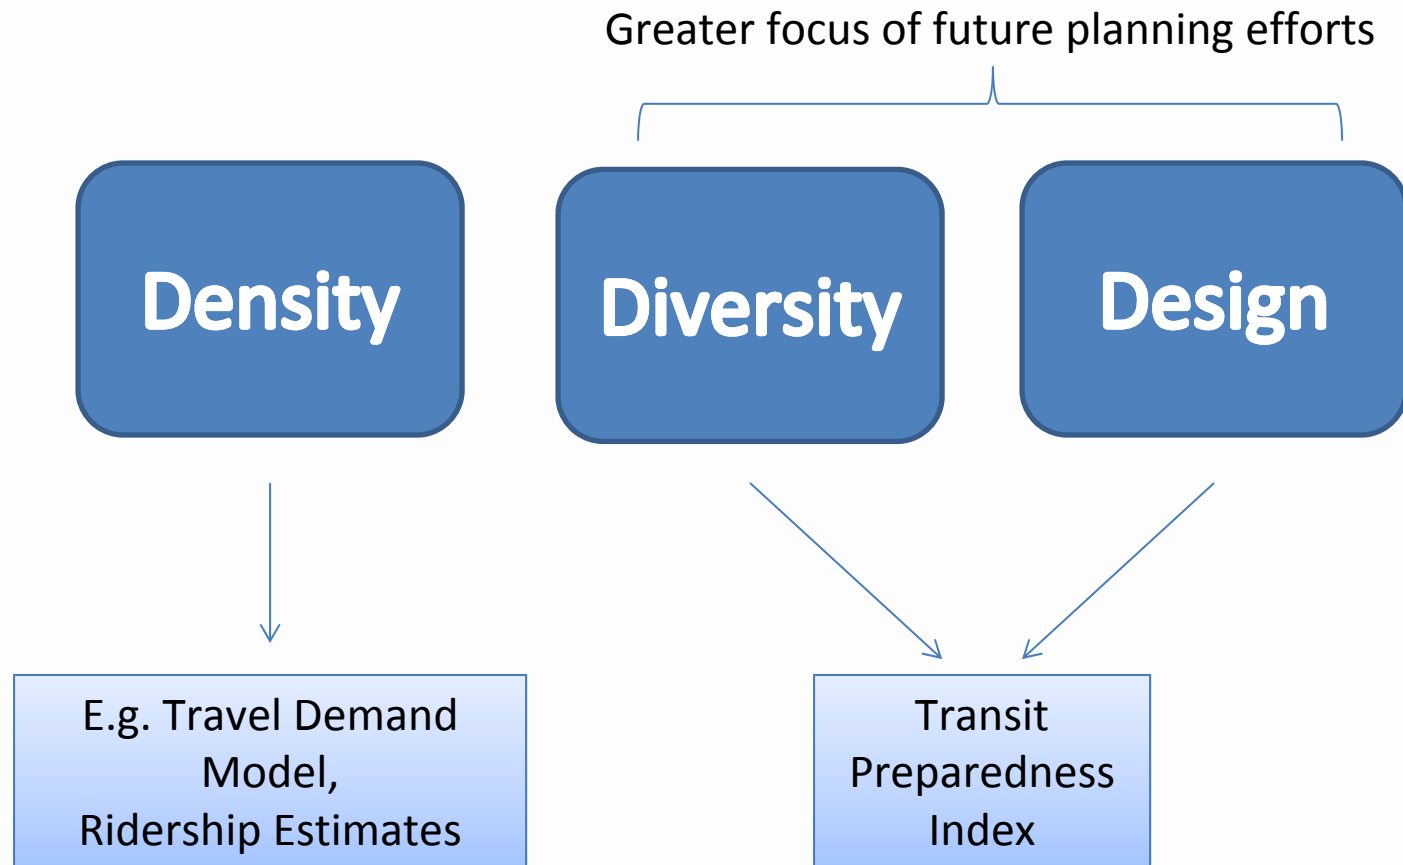 Greater focus of future planning efforts
Density
Diversity
Design
E.g. Travel Demand
Model,
Ridership Estimates
Transit
Preparedness
Index